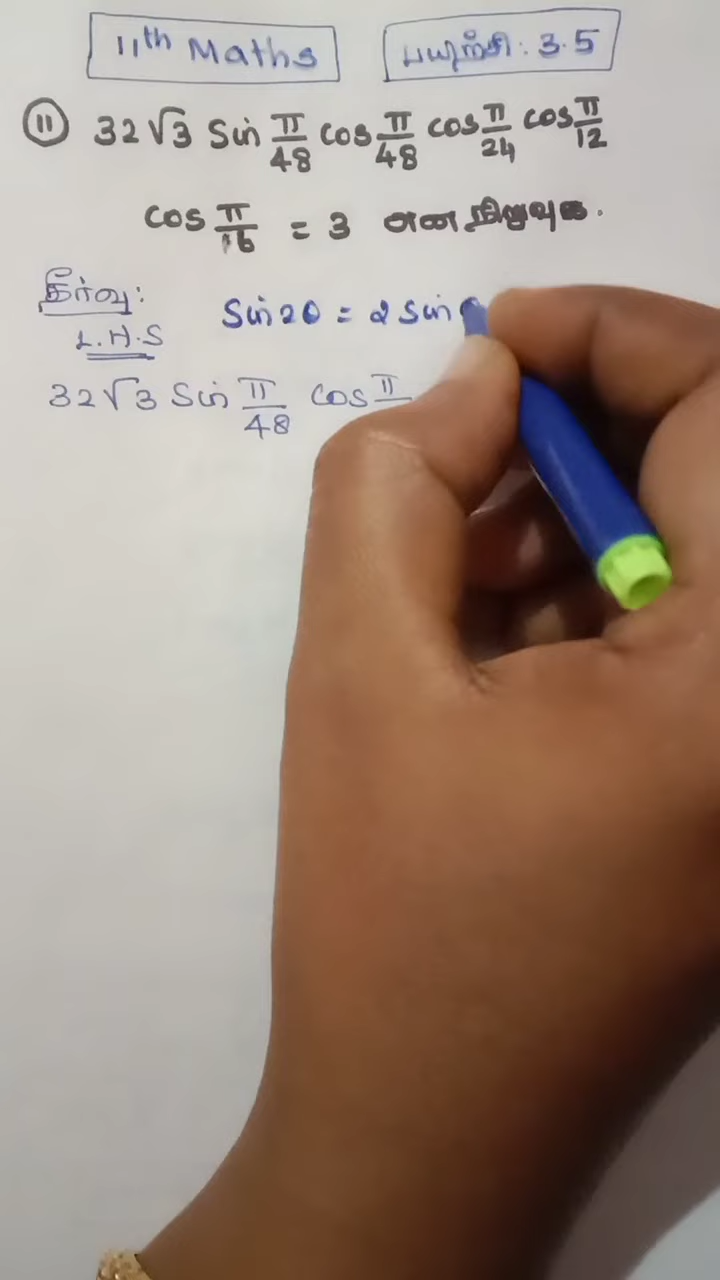 11th Maths பயிற்சி: 3.5
⑪ 32√3 Sin π/48 cos π/48 cos π/24 cos π/12
cos π/16 = 3 என நிறுவுக.
தீர்வு: Sin2θ = 2 Sin
L.H.S
32√3 Sin π/48 cos π